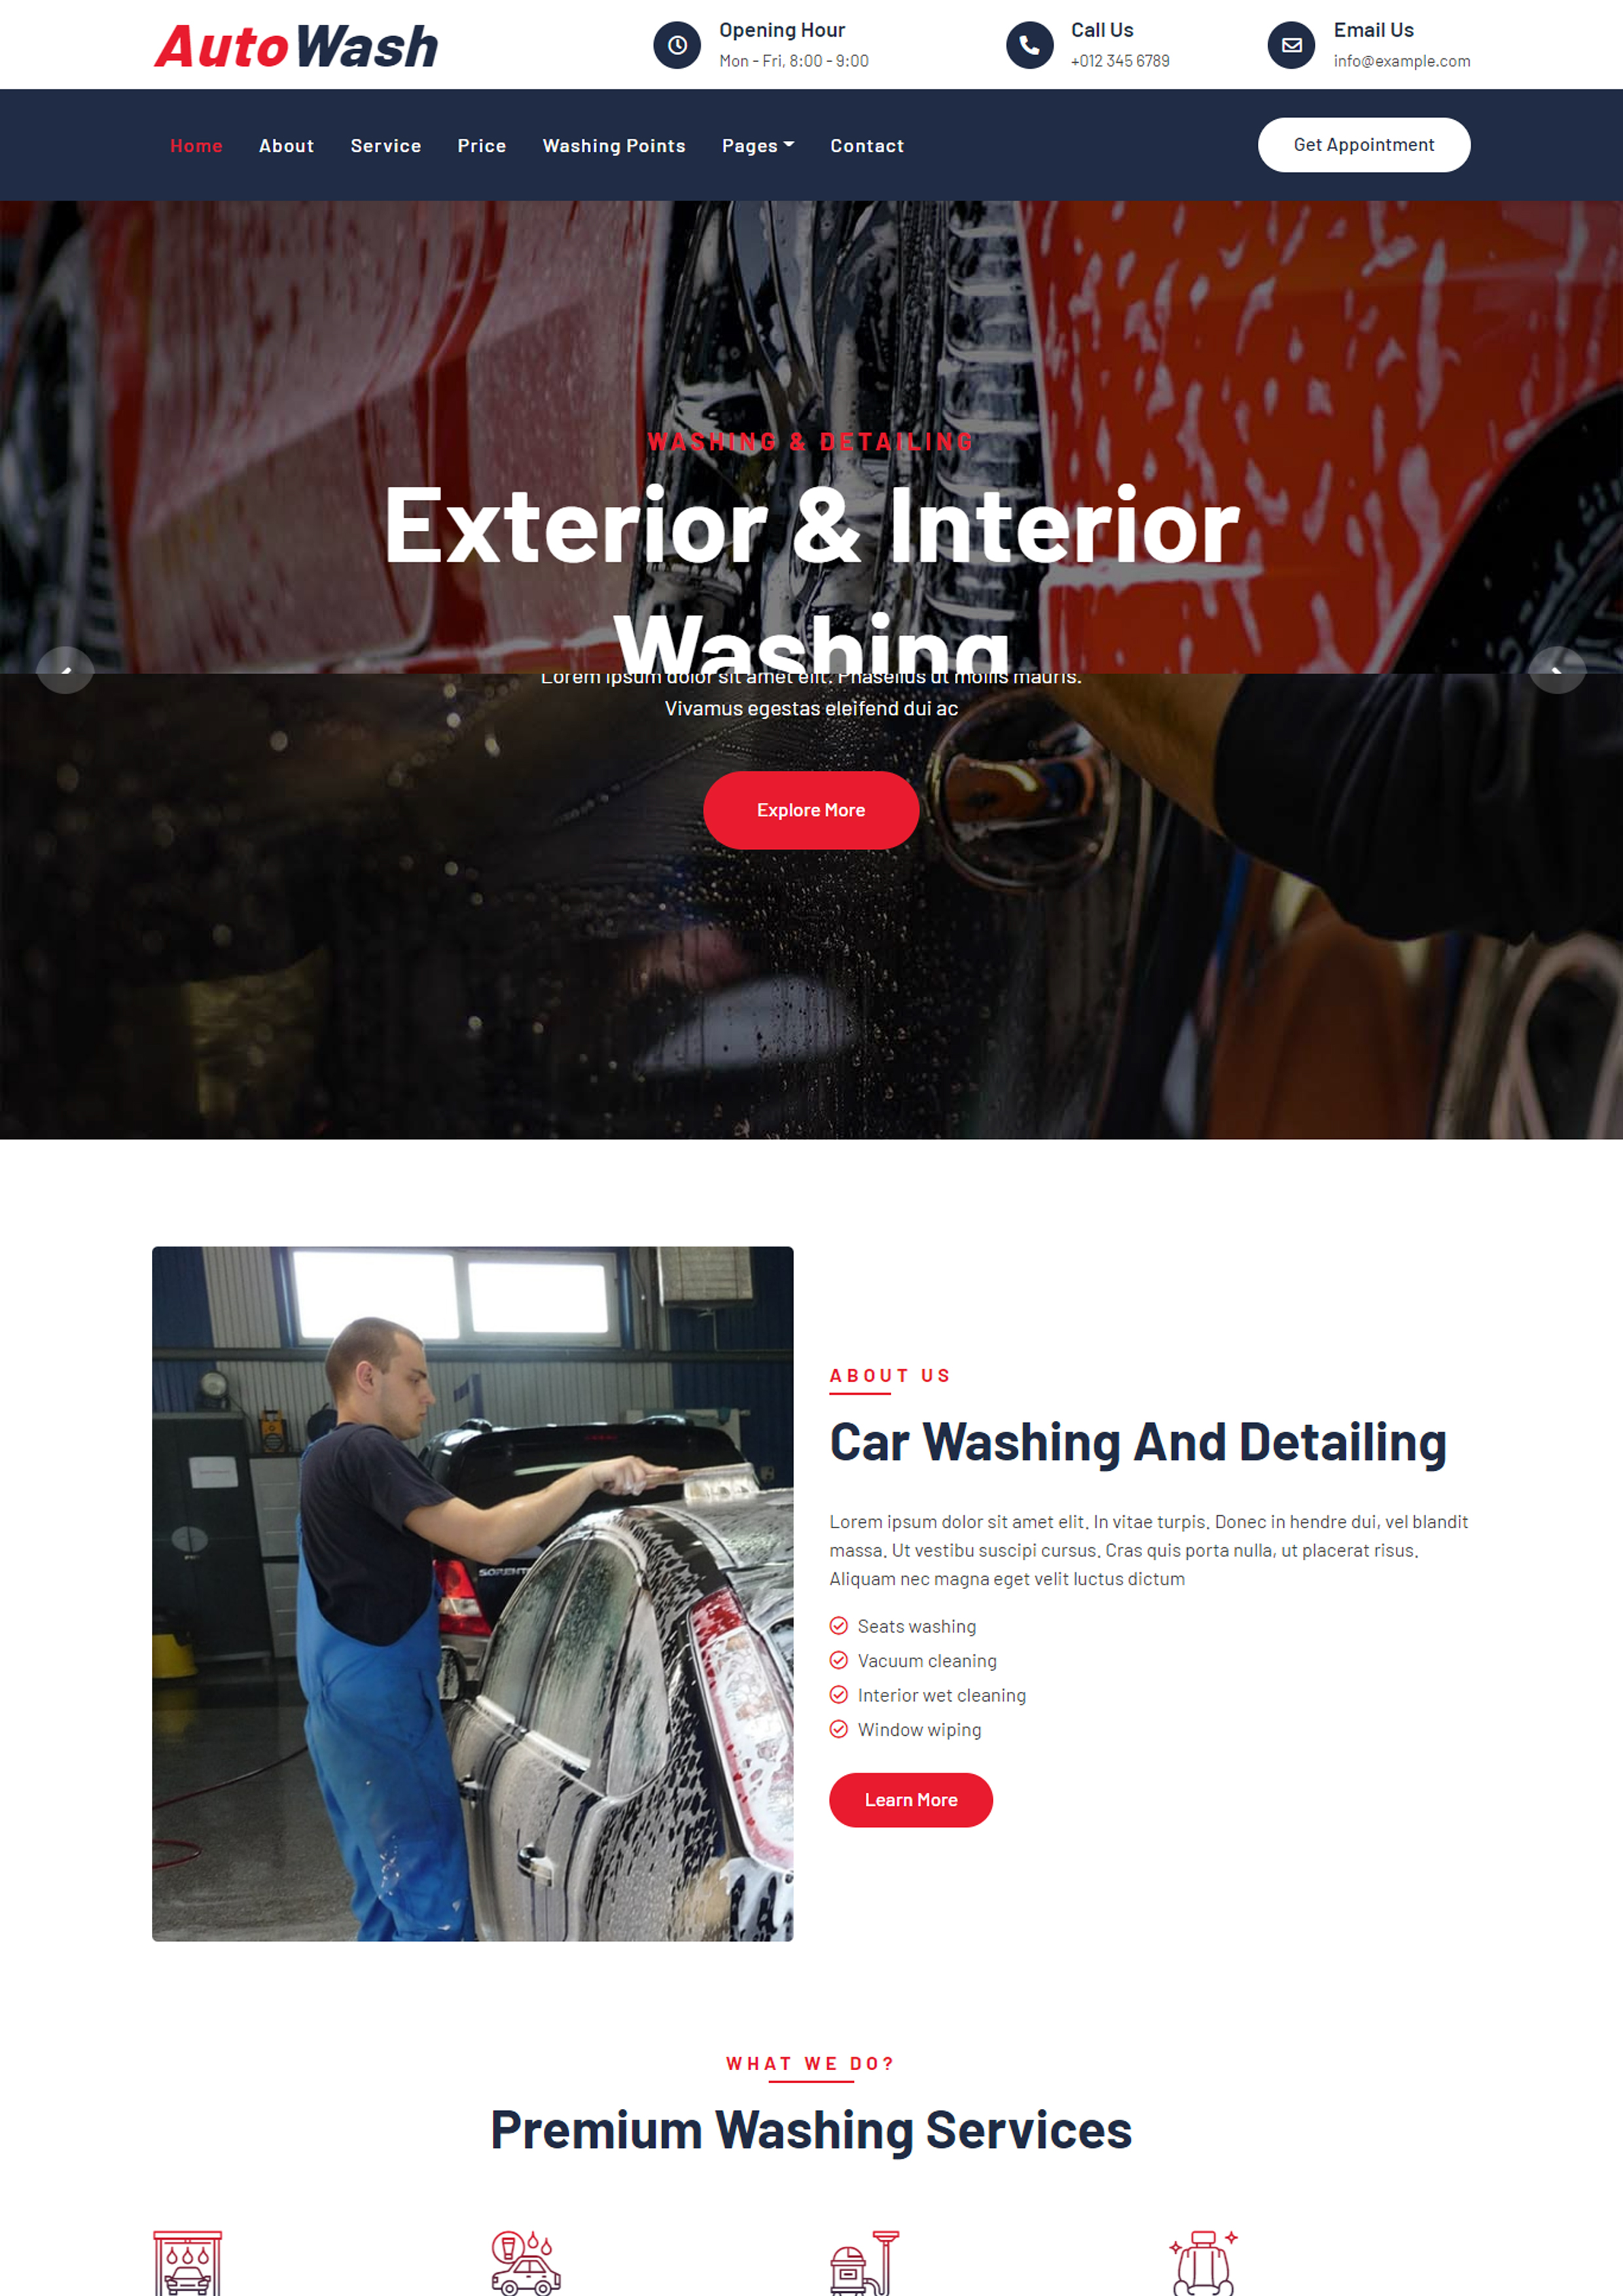 AutoWash
Opening Hour
Mon - Fri, 8:00 - 9:00
Call Us
+012 345 6789
Email Us
info@example.com
Home About Service Price Washing Points Pages Contact
Get Appointment
WASHING & DETAILING
Exterior & Interior
Washing
Lorem ipsum dolor sit amet elit. Phasellus ut mollis mauris.
Vivamus egestas eleifend dui ac
Explore More
SORENT
ABOUT US
Car Washing And Detailing
Lorem ipsum dolor sit amet elit. In vitae turpis. Donec in hendre dui, vel blandit
massa. Ut vestibu suscipi cursus. Cras quis porta nulla, ut placerat risus.
Aliquam nec magna eget velit luctus dictum
Seats washing
Vacuum cleaning
Interior wet cleaning
Window wiping
Learn More
WHAT WE DO?
Premium Washing Services